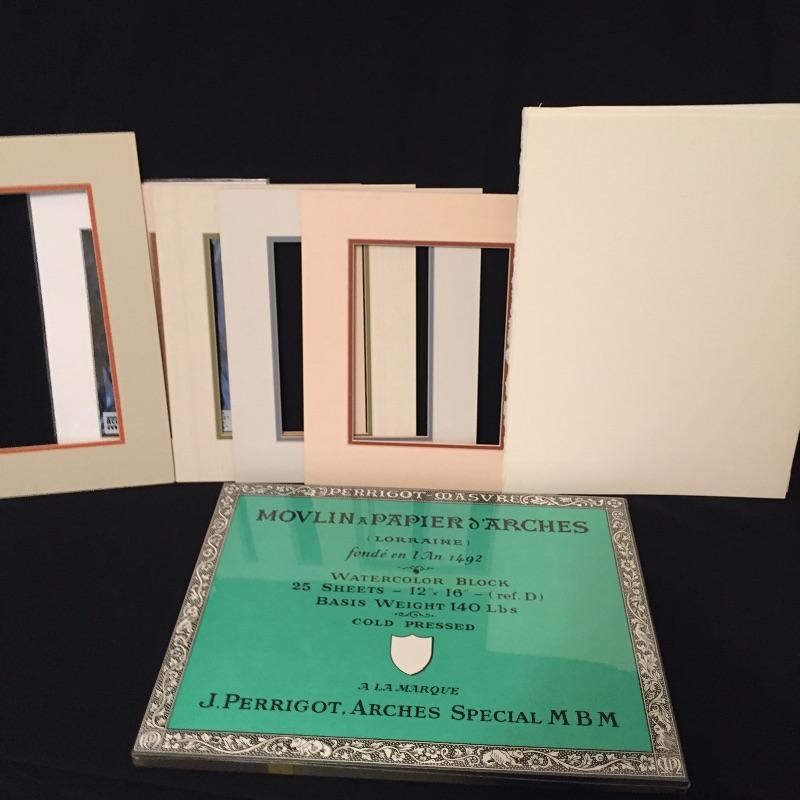 PERRIGOT-MASVRE
MOVLIN A PAPIER d'ARCHES
(LORRAINE)
fondé en l'An 1492
WATERCOLOR BLOCK
25 SHEETS - 12" x 16" - (ref. D)
BASIS WEIGHT 140 Lbs
COLD PRESSED
A LA MARQUE
J. PERRIGOT. ARCHES SPECIAL M B M